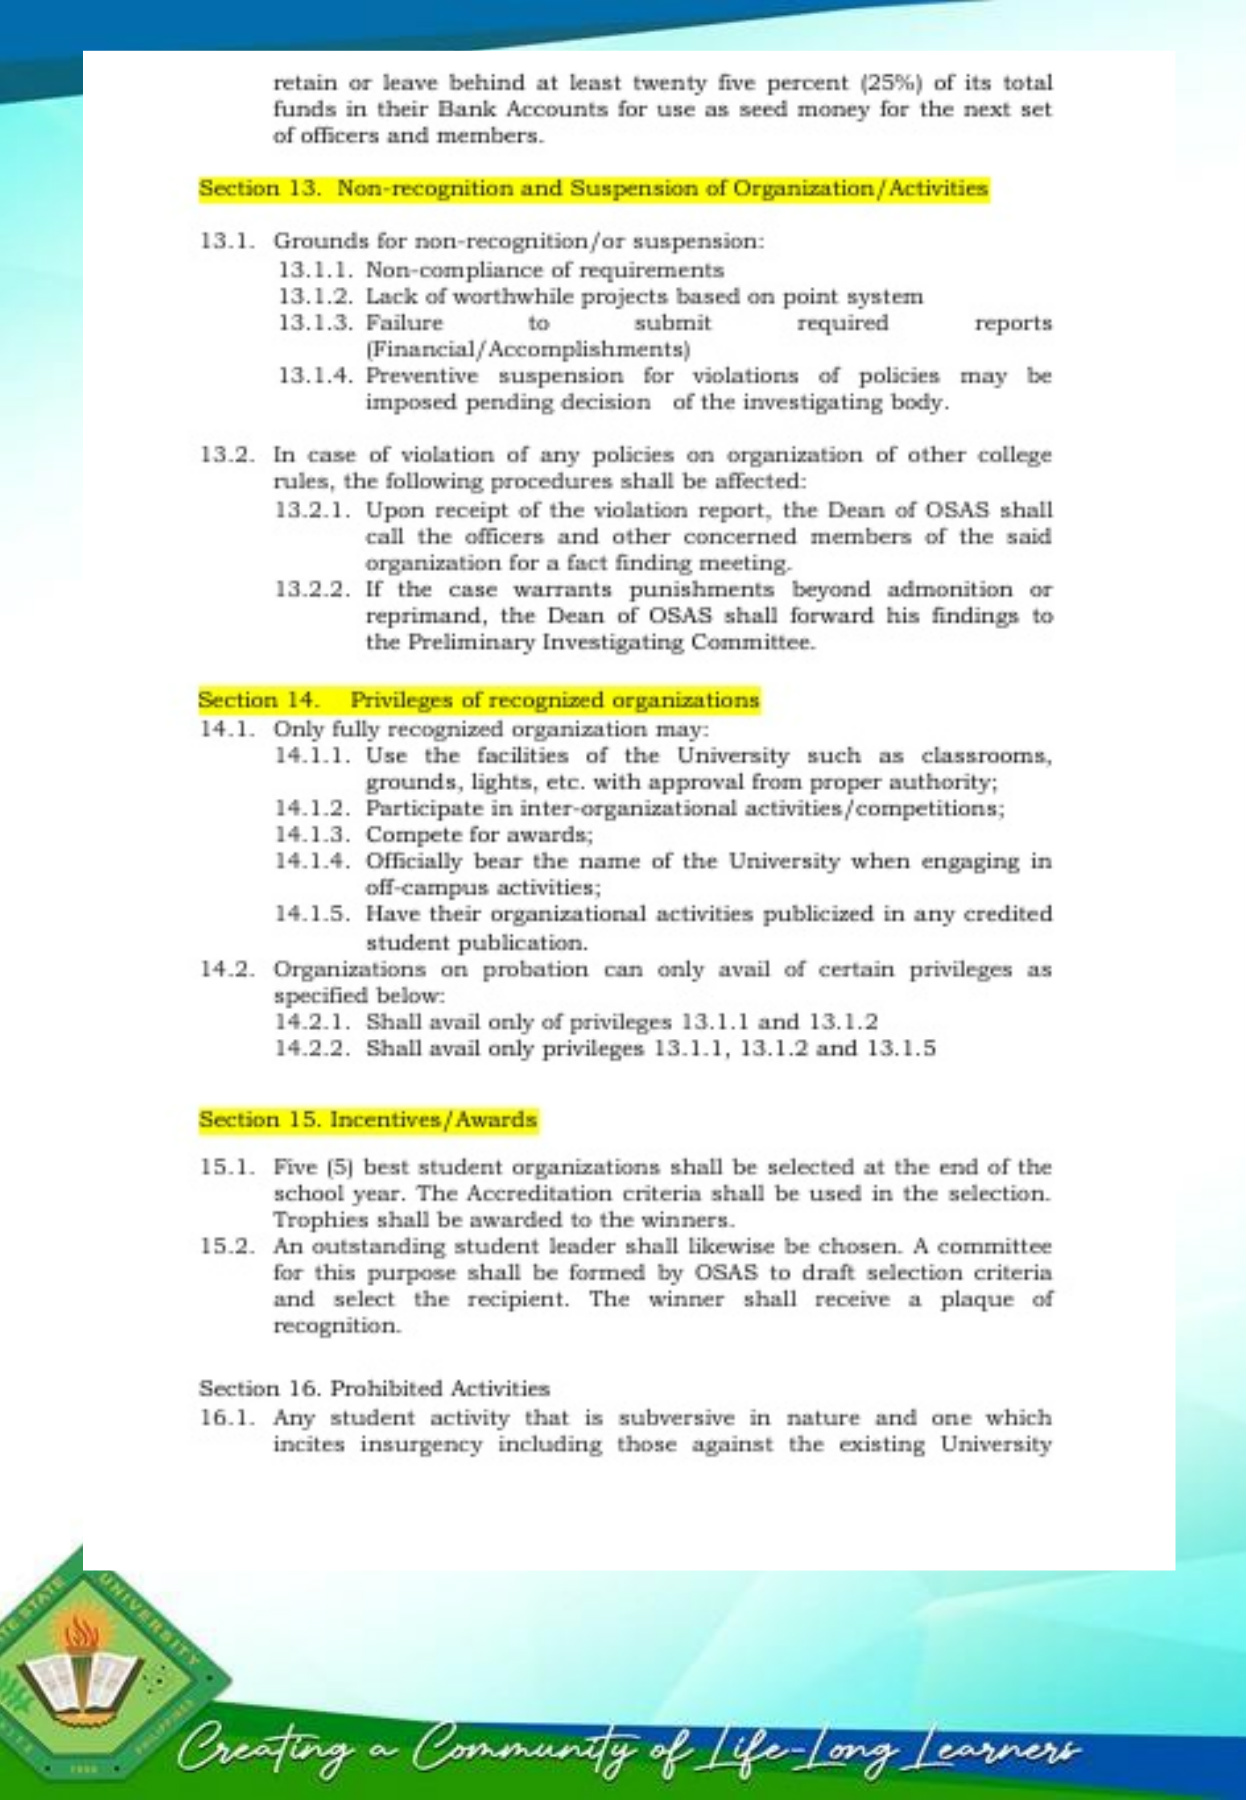 retain or leave behind at least twenty five percent (25%) of its total
funds in their Bank Accounts for use as seed money for the next set
of officers and members.
Section 13. Non-recognition and Suspension of Organization/Activities
13.1. Grounds for non-recognition/or suspension:
13.1.1. Non-compliance of requirements
13.1.2. Lack of worthwhile projects based on point system
13.1.3. Failure to submit required reports
(Financial/Accomplishments)
13.1.4. Preventive suspension for violations of policies may be
imposed pending decision of the investigating body.
13.2. In case of violation of any policies on organization of other college
rules, the following procedures shall be affected:
13.2.1. Upon receipt of the violation report, the Dean of OSAS shall
call the officers and other concerned members of the said
organization for a fact finding meeting.
13.2.2. If the case warrants punishments beyond admonition or
reprimand, the Dean of OSAS shall forward his findings to
the Preliminary Investigating Committee.
Section 14. Privileges of recognized organizations
14.1. Only fully recognized organization may:
14.1.1. Use the facilities of the University such as classrooms,
grounds, lights, etc. with approval from proper authority;
14.1.2. Participate in inter-organizational activities/competitions;
14.1.3. Compete for awards;
14.1.4. Officially bear the name of the University when engaging in
off-campus activities;
14.1.5. Have their organizational activities publicized in any credited
student publication.
14.2. Organizations on probation can only avail of certain privileges as
specified below:
14.2.1. Shall avail only of privileges 13.1.1 and 13.1.2
14.2.2. Shall avail only privileges 13.1.1, 13.1.2 and 13.1.5
Section 15. Incentives/Awards
15.1. Five (5) best student organizations shall be selected at the end of the
school year. The Accreditation criteria shall be used in the selection.
Trophies shall be awarded to the winners.
15.2. An outstanding student leader shall likewise be chosen. A committee
for this purpose shall be formed by OSAS to draft selection criteria
and select the recipient. The winner shall receive a plaque of
recognition.
Section 16. Prohibited Activities
16.1. Any student activity that is subversive in nature and one which
incites insurgency including those against the existing University
STATE UNIVERSITY
PHILIPPINES
Creating a Community of Life-Long Learners